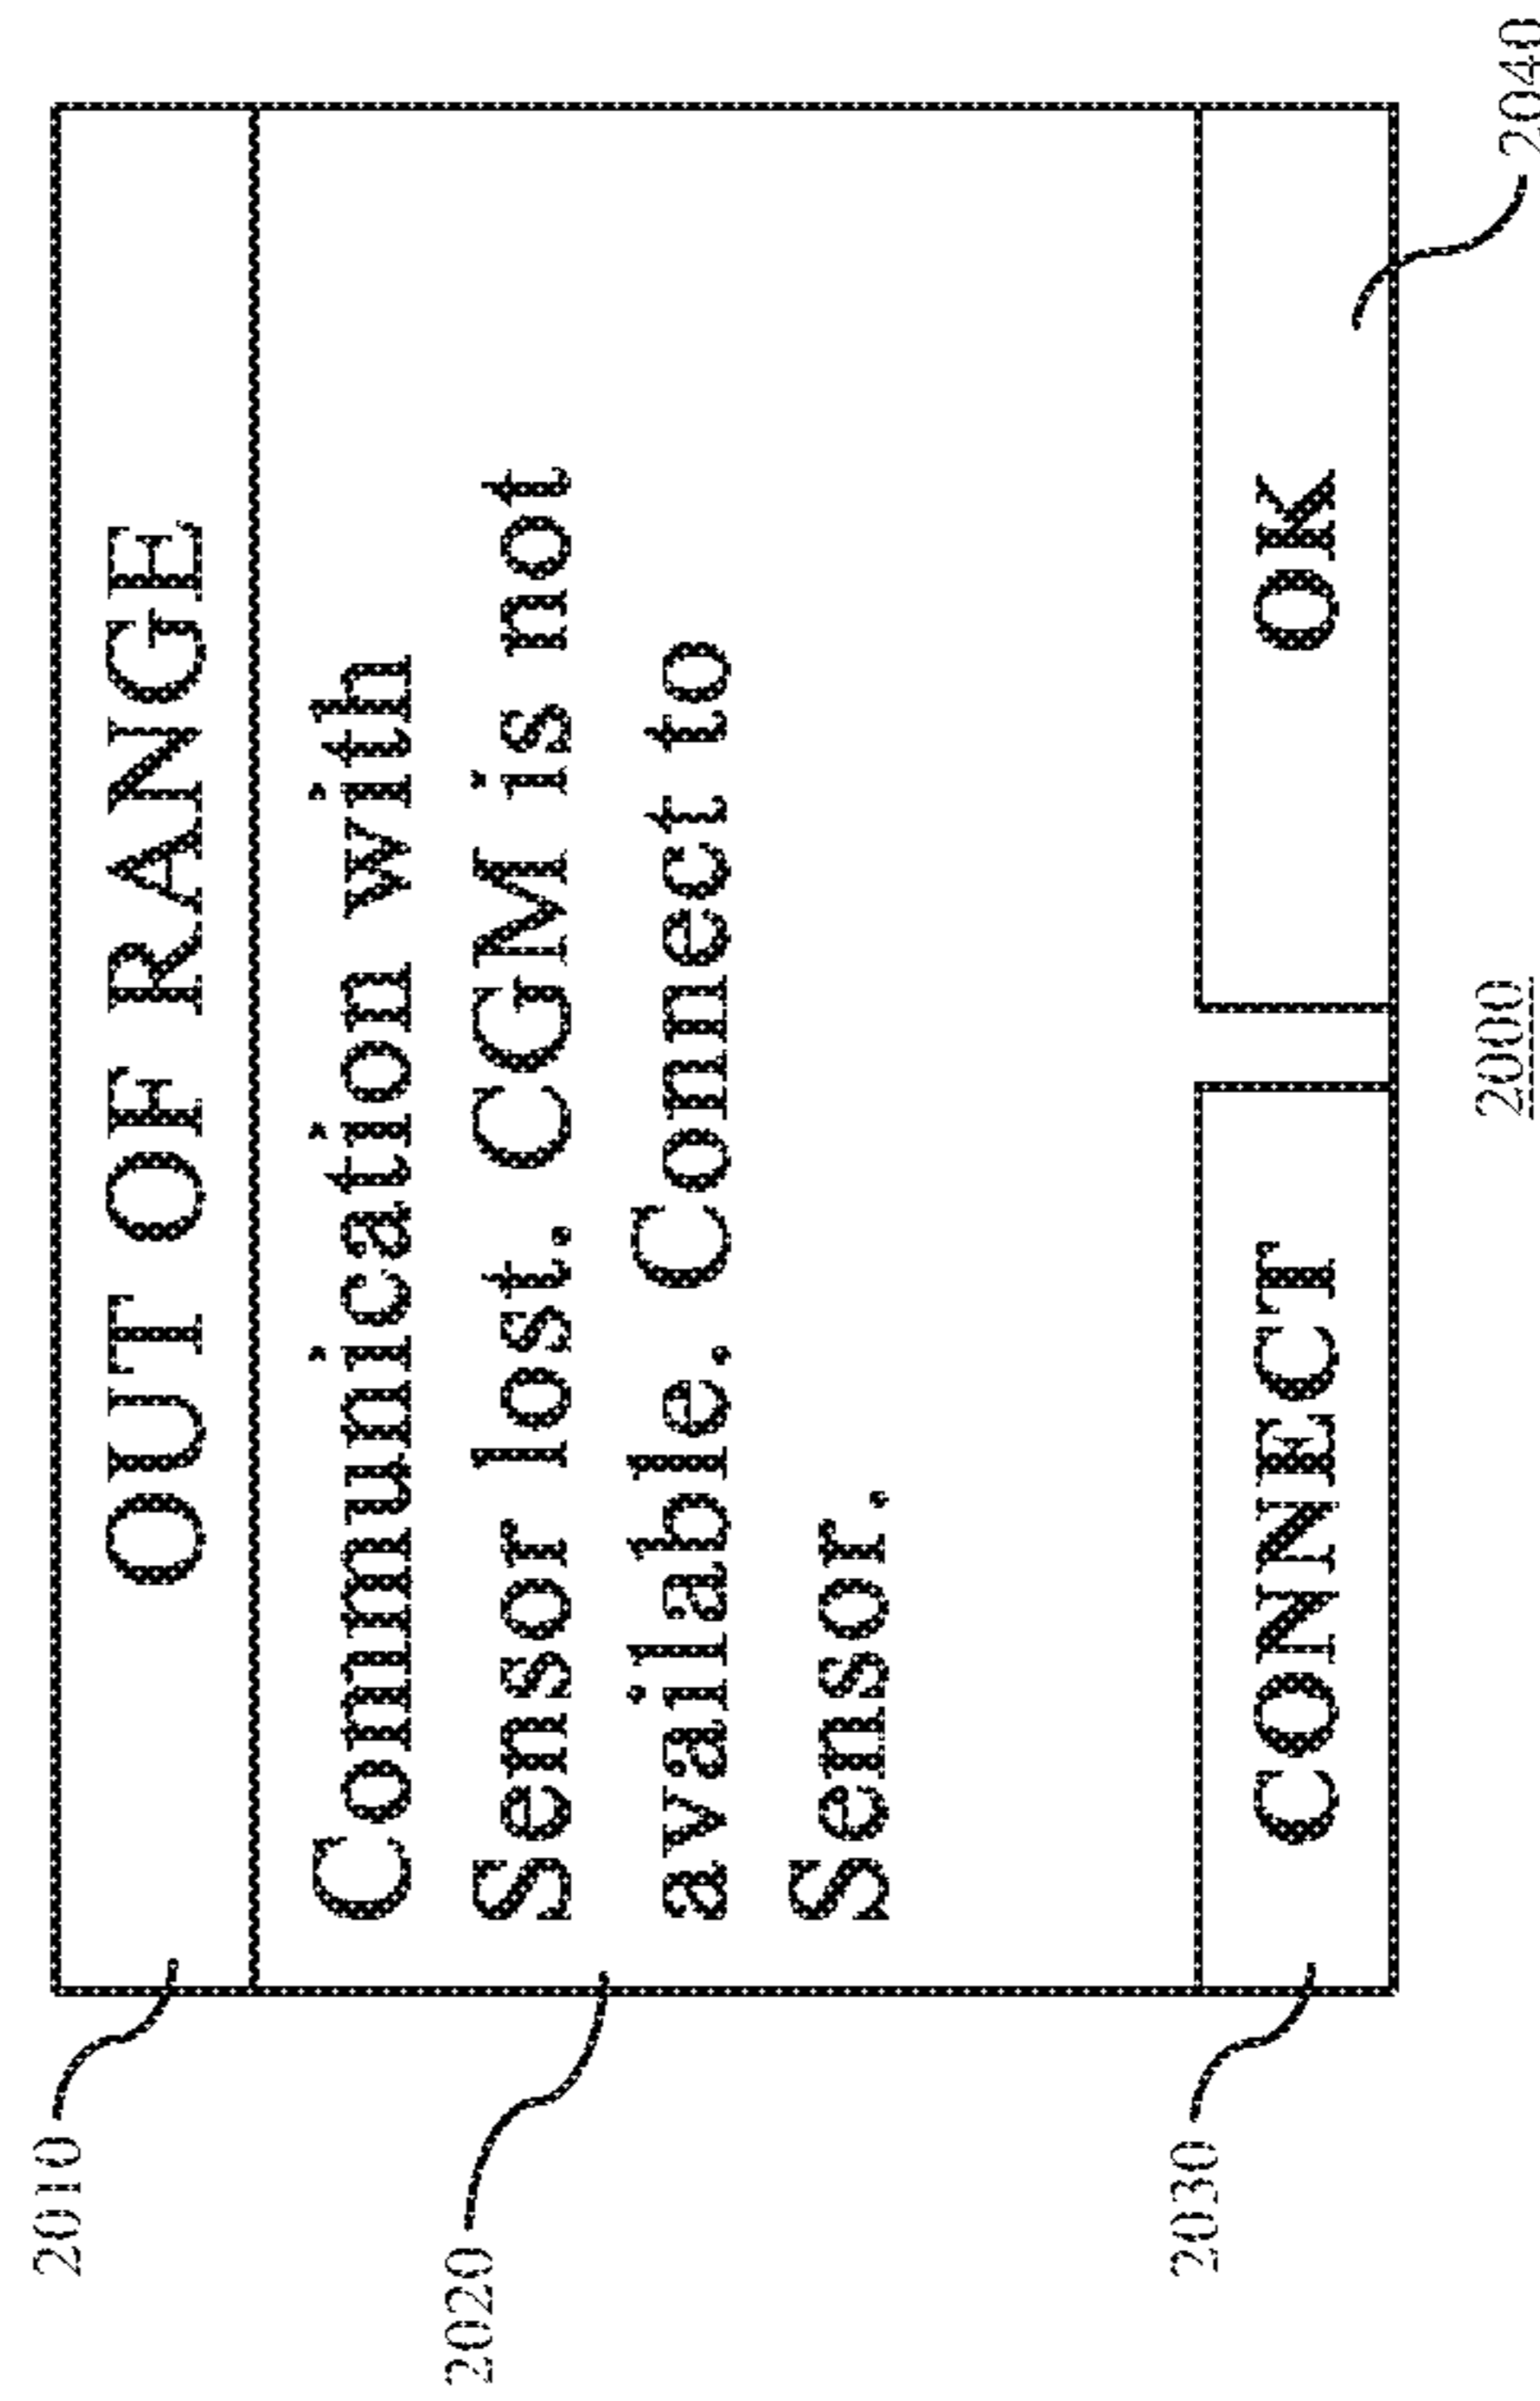 2010
OUT OF RANGE
2020
Communication with
Sensor lost. CGM is not
available. Connect to
Sensor.
2030
CONNECT
OK
2040
2000